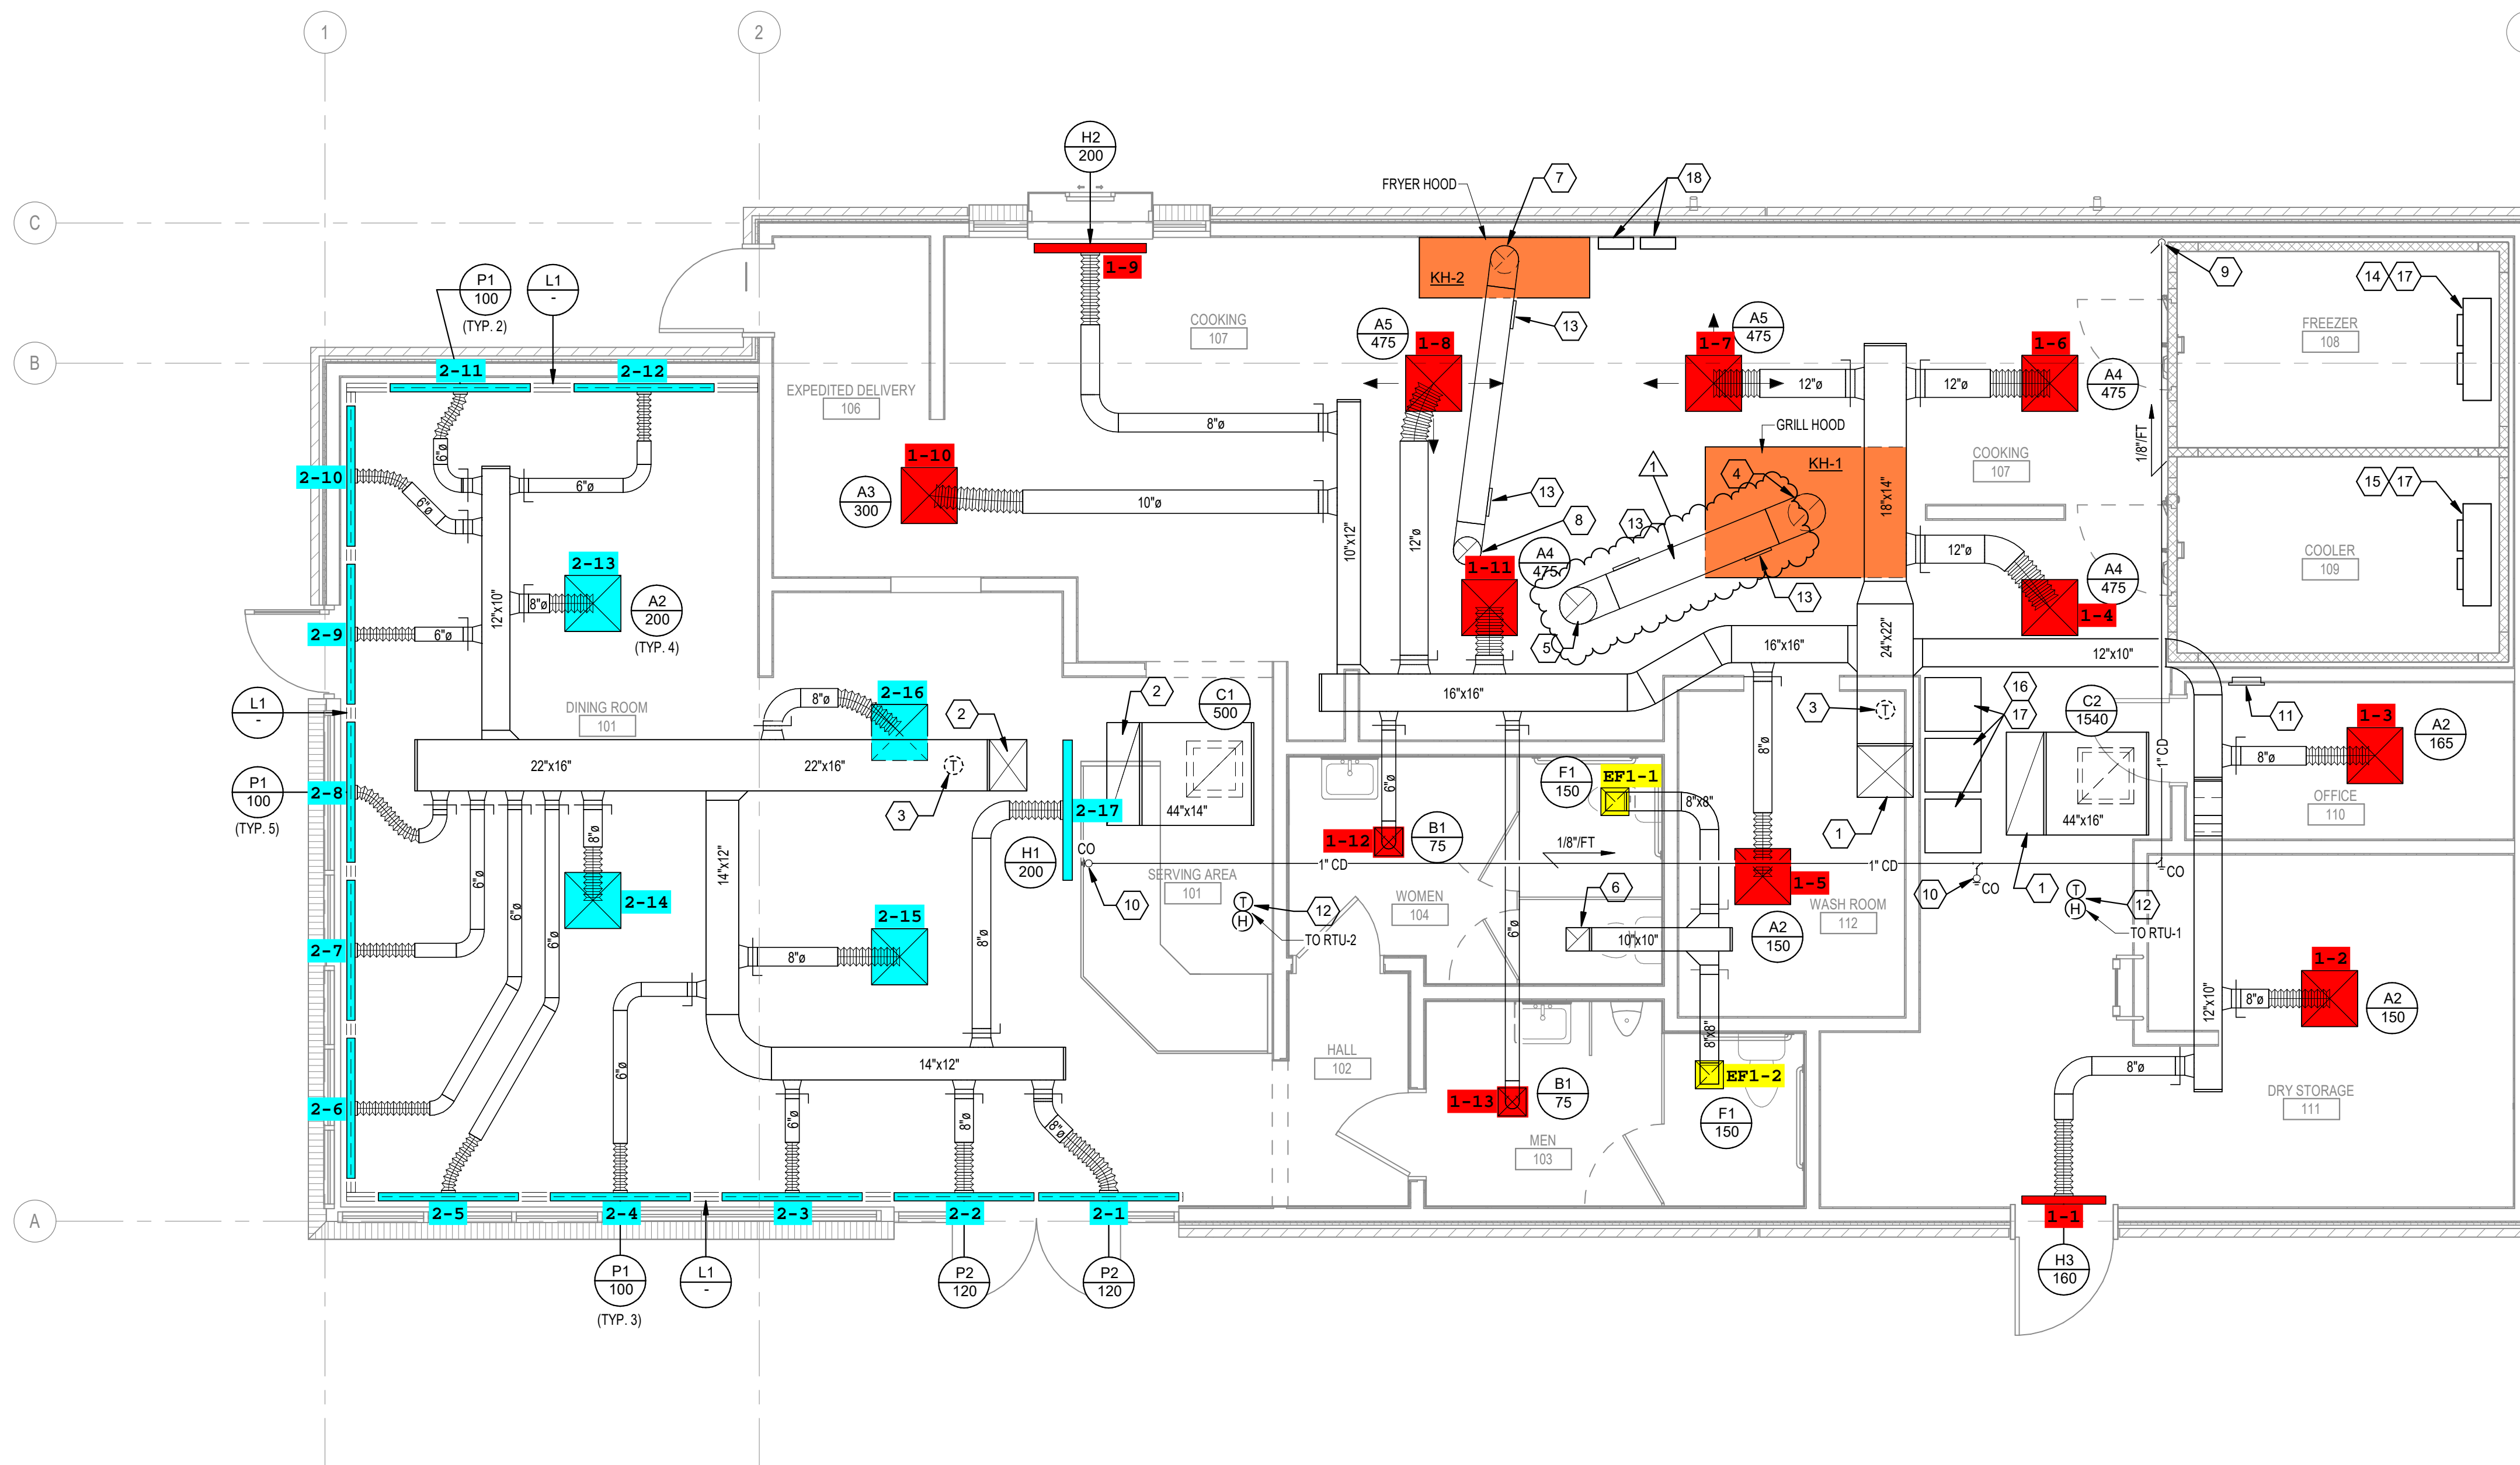 1
2
C
B
A
H2
200
FRYER HOOD
7
18
1-9
KH-2
9
14
17
P1
100
(TYP. 2)
L1
-
COOKING
107
13
A5
475
1-8
1-7
A5
475
1-6
A4
475
FREEZER
108
2-11
2-12
EXPEDITED DELIVERY
106
12"ø
12"ø
8"ø
GRILL HOOD
1/8"/FT
6"ø
6"ø
2-10
6"ø
1-10
A3
300
10"ø
10"x12"
12"ø
13
1
4
KH-1
COOKING
107
18"x14"
15
17
13
8
A4
475
1-11
12"ø
A4
475
COOLER
109
2-13
A2
200
(TYP. 4)
12"x10"
8"ø
13
1-4
2-9
6"ø
5
16"x16"
24"x22"
12"x10"
L1
-
DINING ROOM
101
8"ø
2-16
2
2
C1
500
16"x16"
3
T
16
17
C2
1540
11
1-3
A2
165
22"x16"
22"x16"
T
8"ø
1" CD
8"ø
P1
100
(TYP. 5)
2-8
3
2-17
44"x14"
6"ø
F1
150
EF1-1
8"x8"
44"x16"
OFFICE
110
1
8"ø
1-12
B1
75
CO
H1
200
1/8"/FT
14"x12"
1" CD
1" CD
CO
SERVING AREA
101
10
6
1-5
10
CO
1
T
H
12
TO RTU-1
6"ø
2-14
6"ø
6"ø
T
H
12
TO RTU-2
WOMEN
104
WASH ROOM
112
2-15
8"ø
8"ø
6"ø
10"x10"
A2
150
2-7
1-2
8"ø
A2
150
12"x10"
HALL
102
8"x8"
14"x12"
6"ø
8"ø
EF1-2
DRY STORAGE
111
2-6
6"ø
8"ø
8"ø
1-13
B1
75
F1
150
MEN
103
2-5
2-4
2-3
2-2
2-1
1-1
P1
100
(TYP. 3)
L1
-
P2
120
P2
120
H3
160